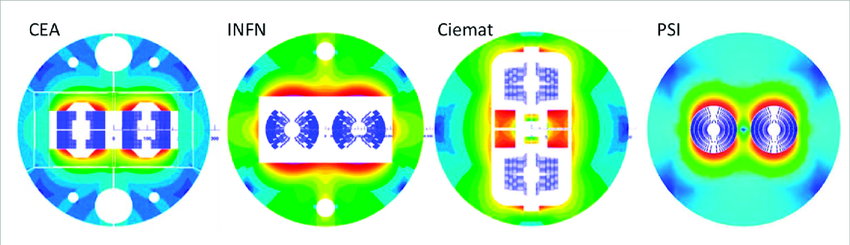 CEA INFN Ciemat PSI